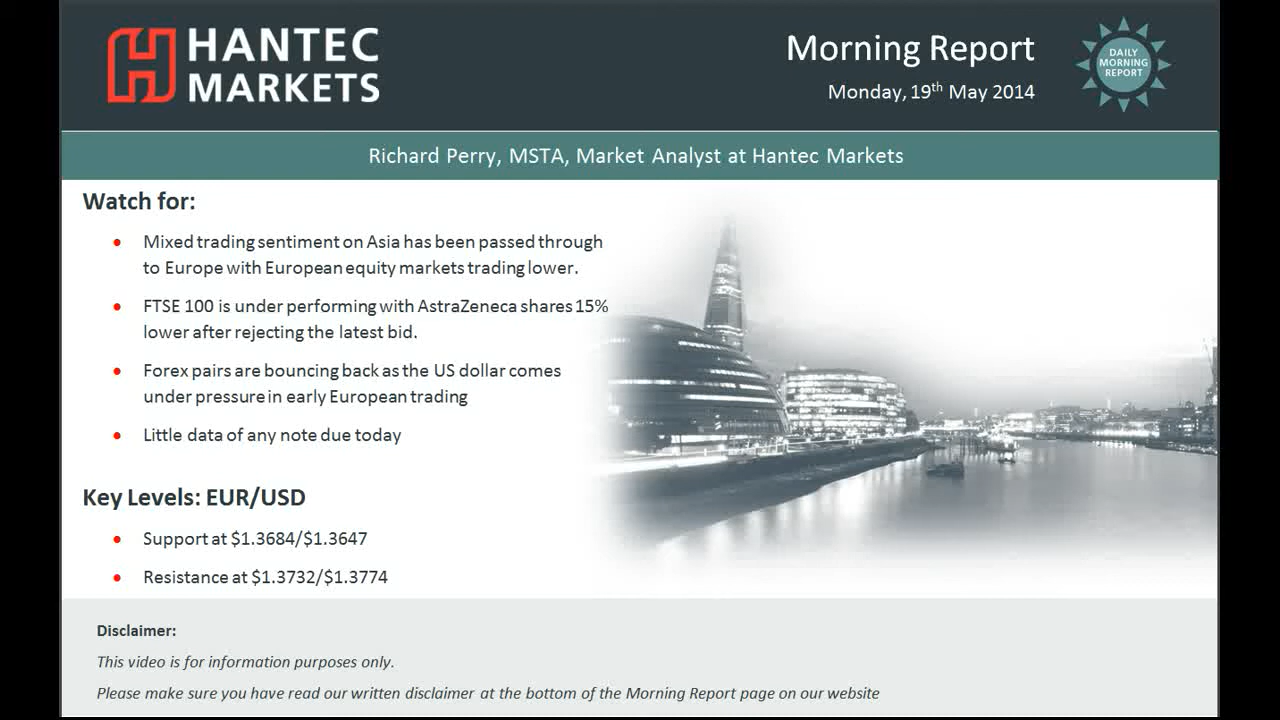 HANTEC
MARKETS
Morning Report
Monday, 19th May 2014
DAILY
MORNING
REPORT
Richard Perry, MSTA, Market Analyst at Hantec Markets
Watch for:
• Mixed trading sentiment on Asia has been passed through
to Europe with European equity markets trading lower.
• FTSE 100 is under performing with AstraZeneca shares 15%
lower after rejecting the latest bid.
• Forex pairs are bouncing back as the US dollar comes
under pressure in early European trading
• Little data of any note due today
Key Levels: EUR/USD
• Support at $1.3684/$1.3647
• Resistance at $1.3732/$1.3774
Disclaimer:
This video is for information purposes only.
Please make sure you have read our written disclaimer at the bottom of the Morning Report page on our website